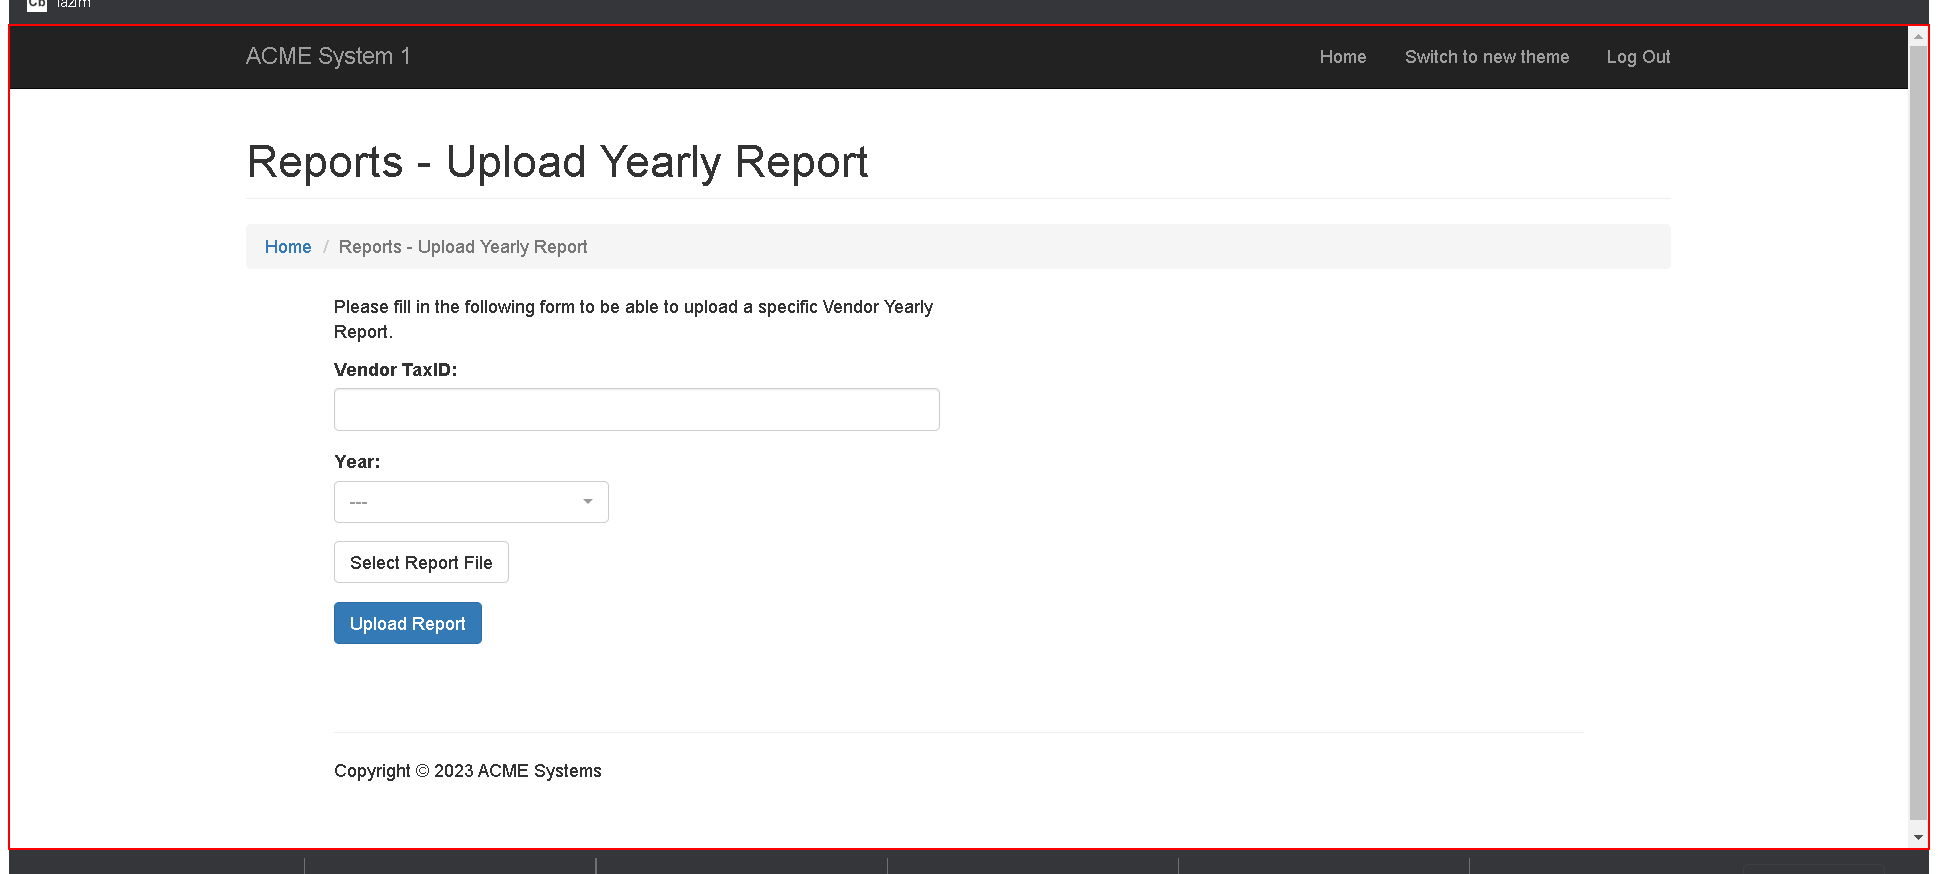 Cb
ACME System 1
Home
Switch to new theme
Log Out
Reports - Upload Yearly Report
Home / Reports - Upload Yearly Report
Please fill in the following form to be able to upload a specific Vendor Yearly
Report.
Vendor TaxID:
Year:
---
Select Report File
Upload Report
Copyright © 2023 ACME Systems